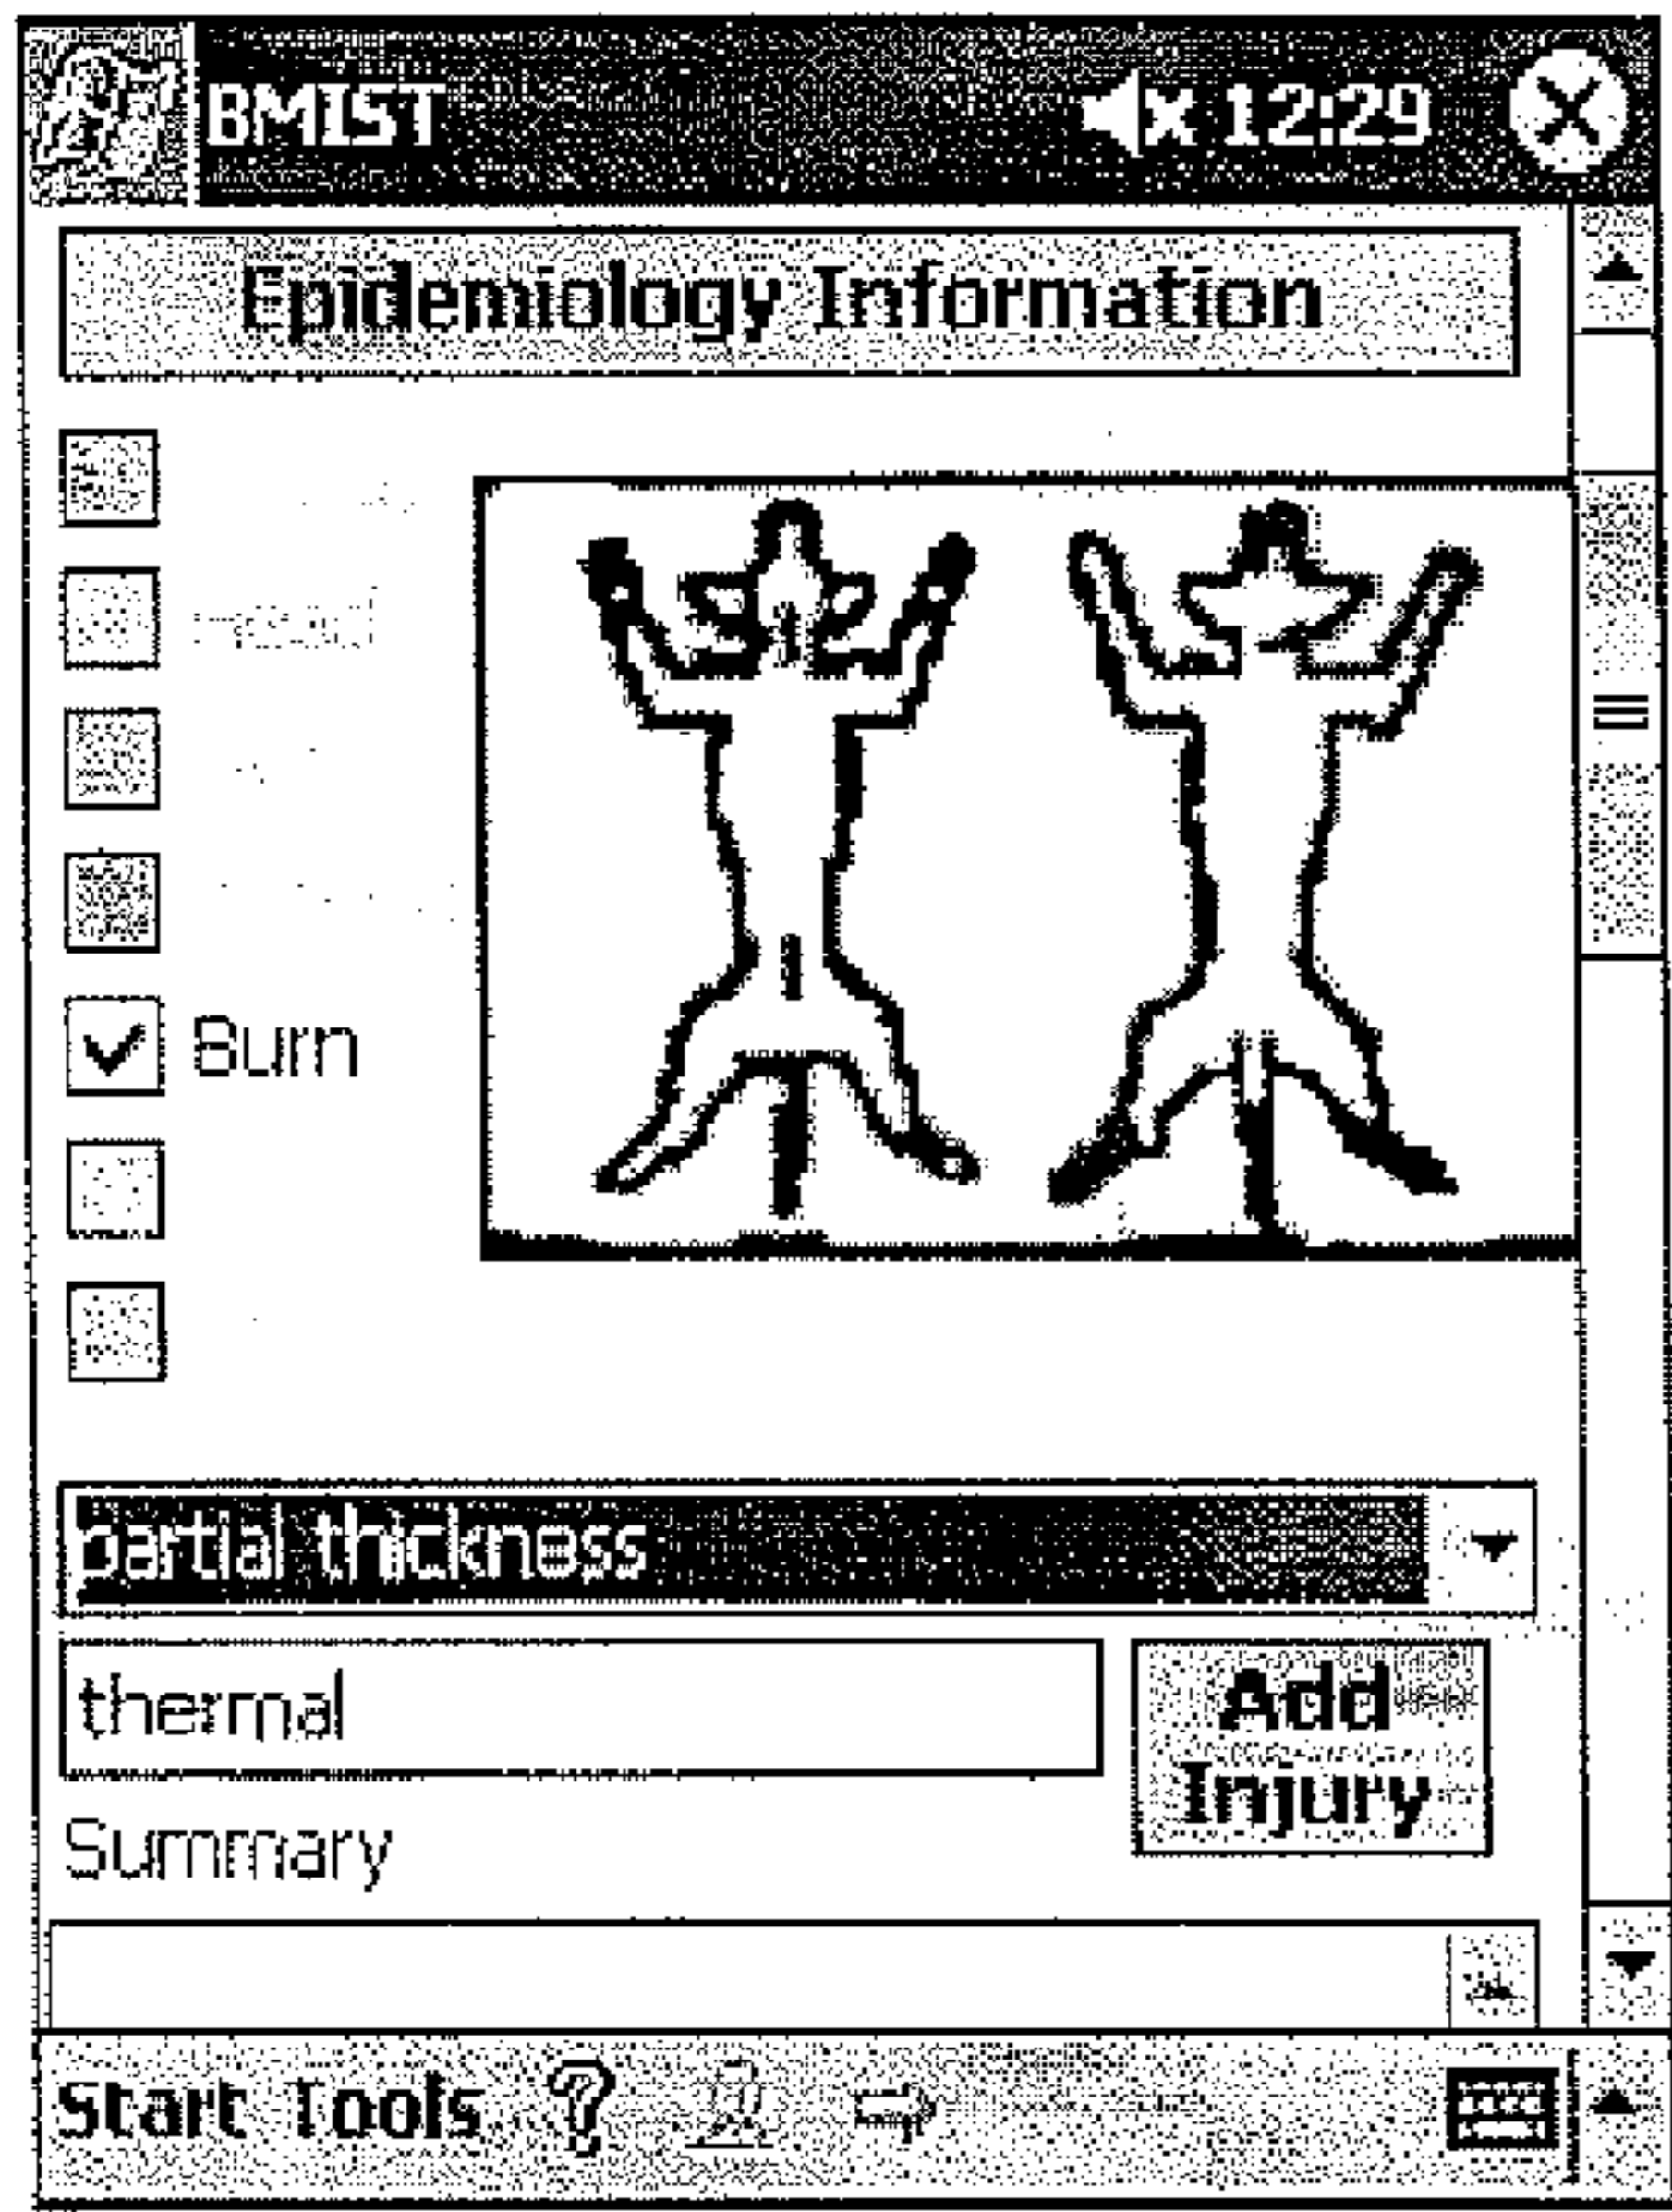 BMIST 12:29
Epidemiology Information
Burn
partial thickness
thermal
Add
Injury
Summary
Start Tools ?